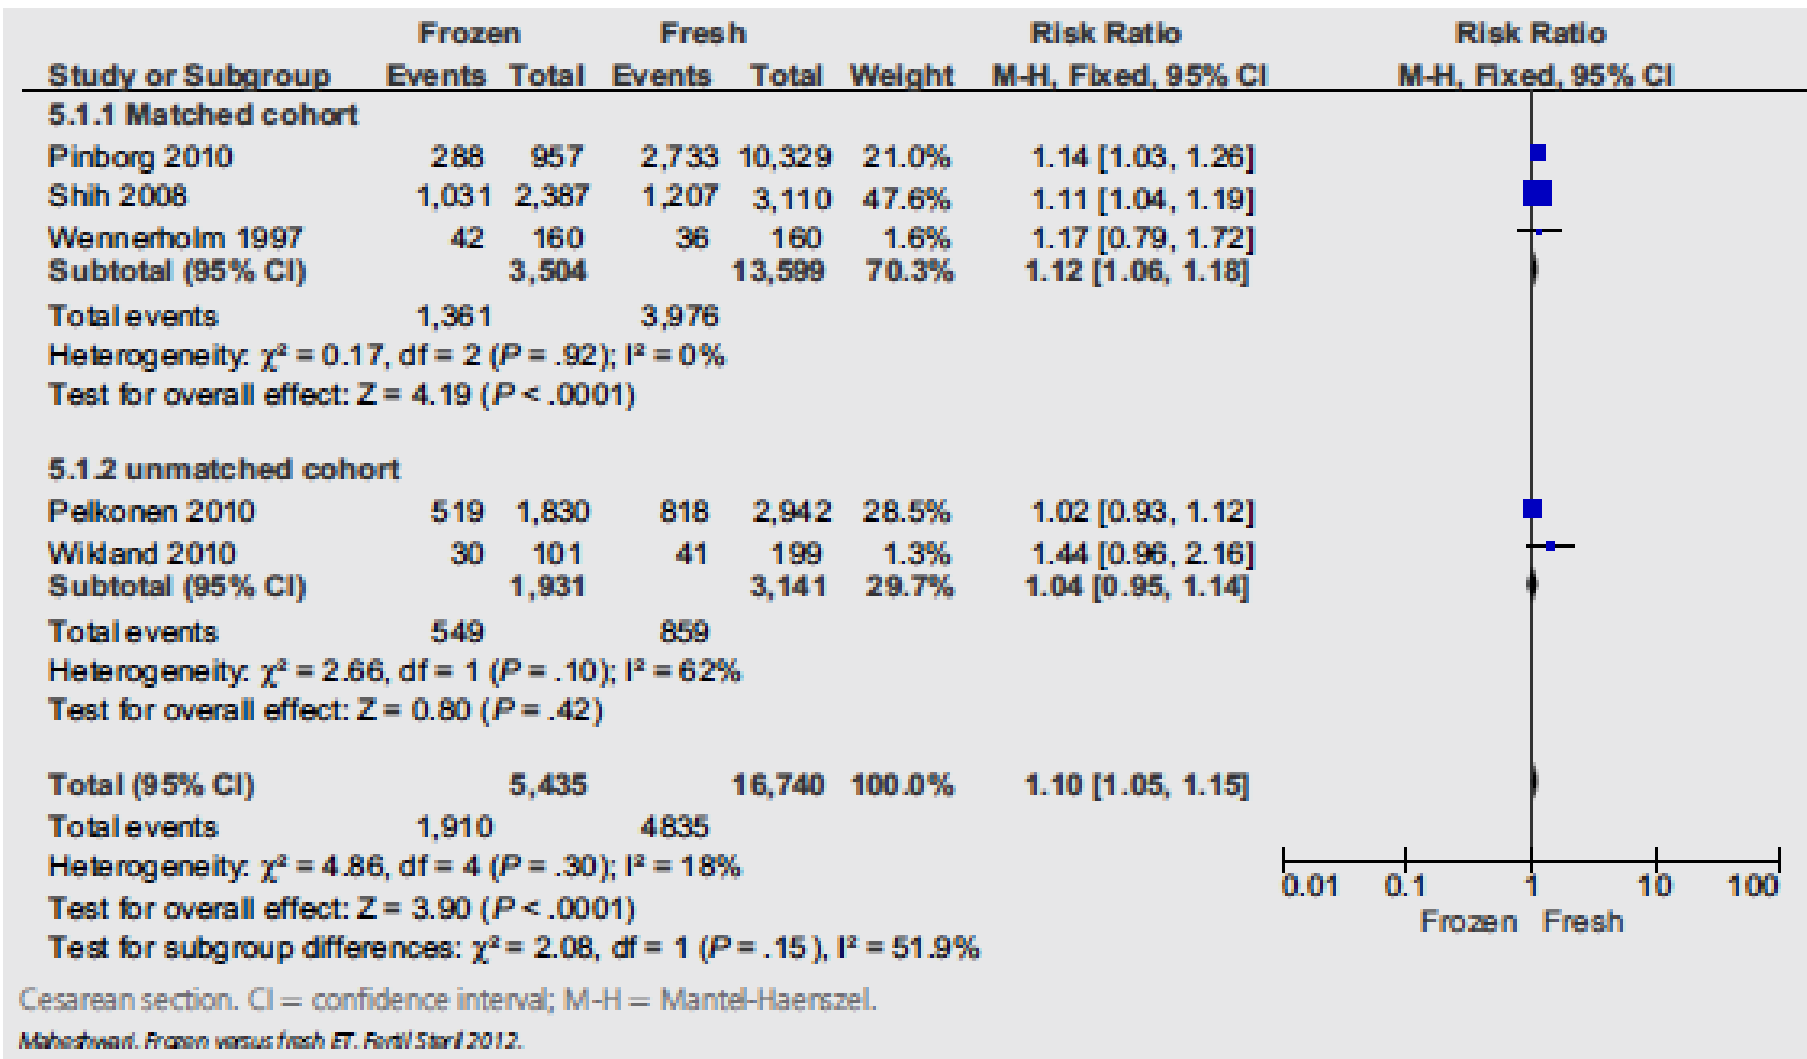 Frozen Fresh Risk Ratio Risk Ratio
Study or Subgroup Events Total Events Total Weight M-H, Fixed, 95% CI M-H, Fixed, 95% CI
5.1.1 Matched cohort
Pinborg 2010 288 957 2,733 10,329 21.0% 1.14 [1.03, 1.26]
Shih 2008 1,031 2,387 1,207 3,110 47.6% 1.11 [1.04, 1.19]
Wennerholm 1997 42 160 36 160 1.6% 1.17 [0.79, 1.72]
Subtotal (95% CI) 3,504 13,599 70.3% 1.12 [1.06, 1.18]
Total events 1,361 3,976
Heterogeneity: χ² = 0.17, df = 2 (P = .92); I² = 0%
Test for overall effect: Z = 4.19 (P < .0001)
5.1.2 unmatched cohort
Pelkonen 2010 519 1,830 818 2,942 28.5% 1.02 [0.93, 1.12]
Wikland 2010 30 101 41 199 1.3% 1.44 [0.96, 2.16]
Subtotal (95% CI) 1,931 3,141 29.7% 1.04 [0.95, 1.14]
Total events 549 859
Heterogeneity: χ² = 2.66, df = 1 (P = .10); I² = 62%
Test for overall effect: Z = 0.80 (P = .42)
Total (95% CI) 5,435 16,740 100.0% 1.10 [1.05, 1.15]
Total events 1,910 4835
Heterogeneity: χ² = 4.86, df = 4 (P = .30); I² = 18%
Test for overall effect: Z = 3.90 (P < .0001)
Test for subgroup differences: χ² = 2.08, df = 1 (P = .15), I² = 51.9%
0.01 0.1 1 10 100
Frozen Fresh
Cesarean section. CI = confidence interval; M-H = Mantel-Haenszel.
Maheshwari. Frozen versus fresh ET. Fertil Steril 2012.